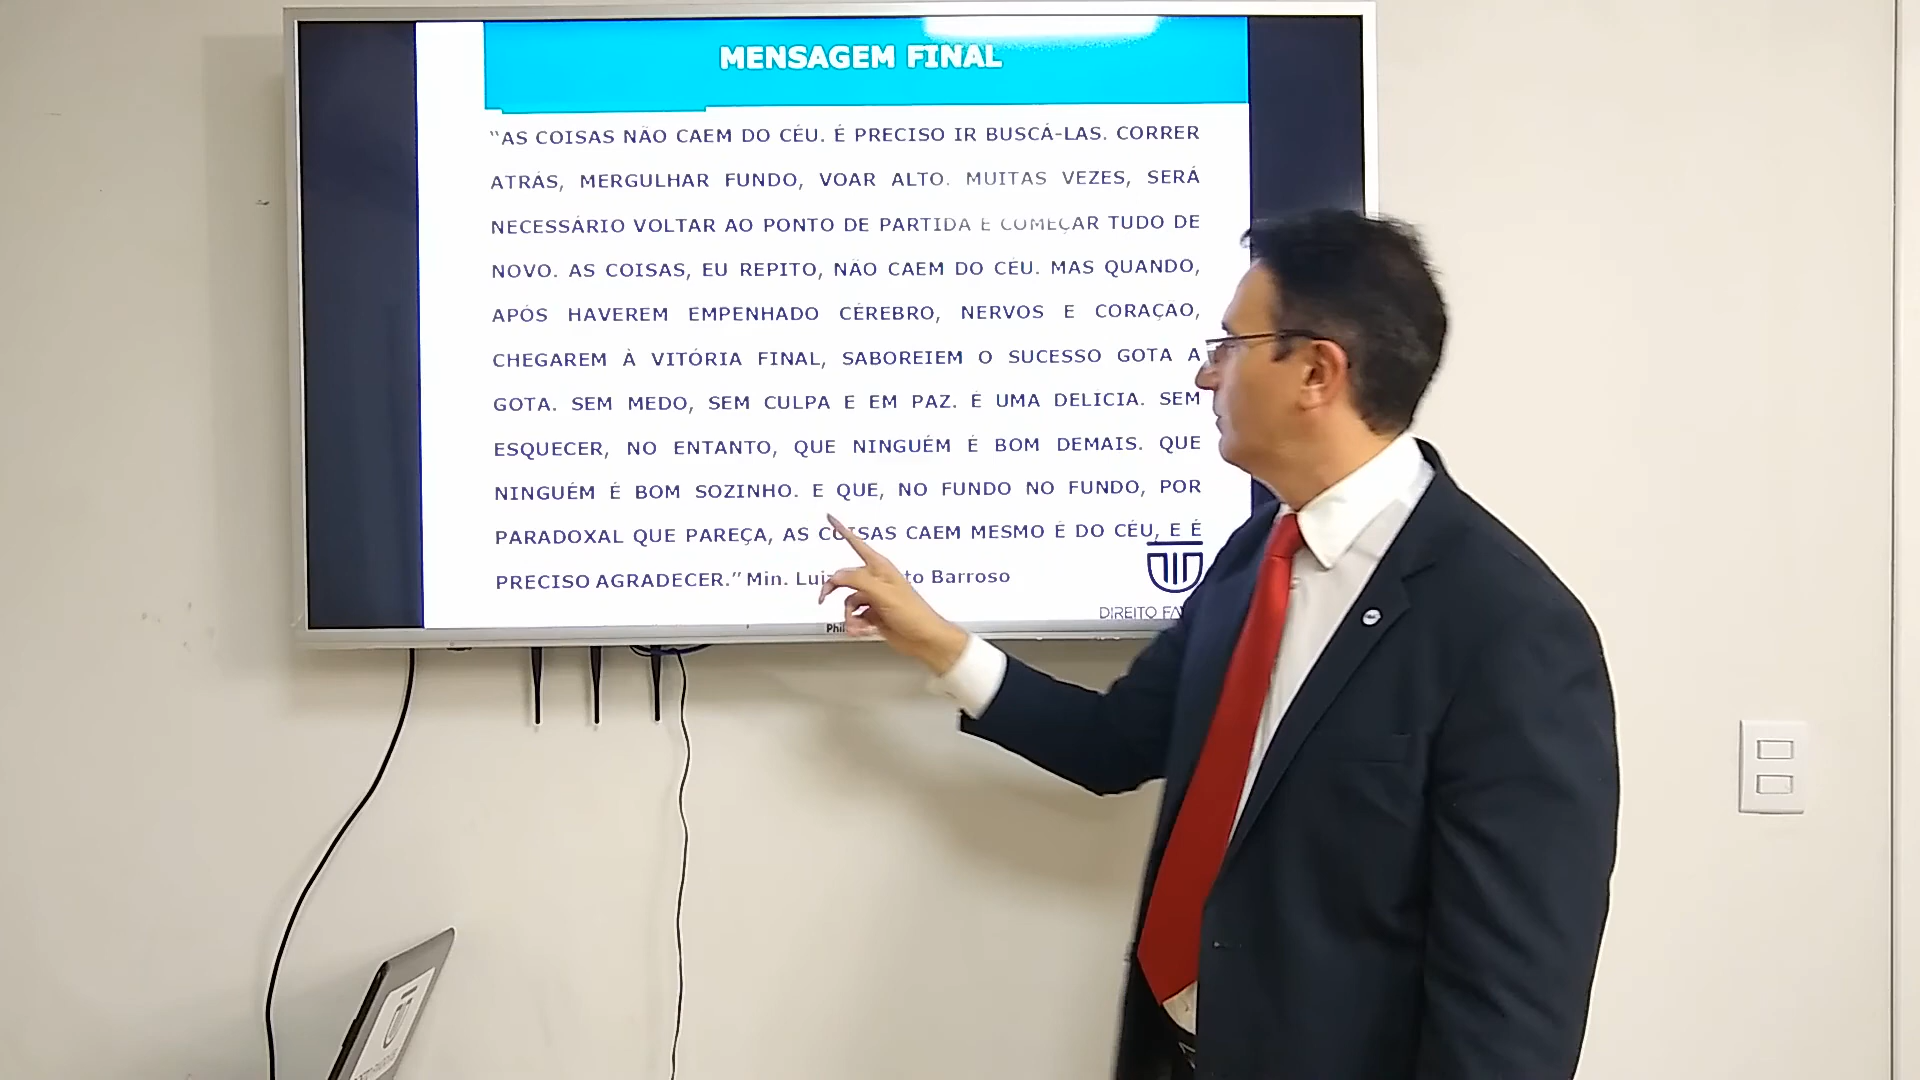 MENSAGEM FINAL
“AS COISAS NÃO CAEM DO CÉU. É PRECISO IR BUSCÁ-LAS. CORRER
ATRÁS, MERGULHAR FUNDO, VOAR ALTO. MUITAS VEZES, SERÁ
NECESSÁRIO VOLTAR AO PONTO DE PARTIDA E COMEÇAR TUDO DE
NOVO. AS COISAS, EU REPITO, NÃO CAEM DO CÉU. MAS QUANDO,
APÓS HAVEREM EMPENHADO CÉREBRO, NERVOS E CORAÇÃO,
CHEGAREM À VITÓRIA FINAL, SABOREIEM O SUCESSO GOTA A
GOTA. SEM MEDO, SEM CULPA E EM PAZ. É UMA DELÍCIA. SEM
ESQUECER, NO ENTANTO, QUE NINGUÉM É BOM DEMAIS. QUE
NINGUÉM É BOM SOZINHO. E QUE, NO FUNDO NO FUNDO, POR
PARADOXAL QUE PAREÇA, AS COISAS CAEM MESMO É DO CÉU, E É
PRECISO AGRADECER.” Min. Barroso
DIREITO